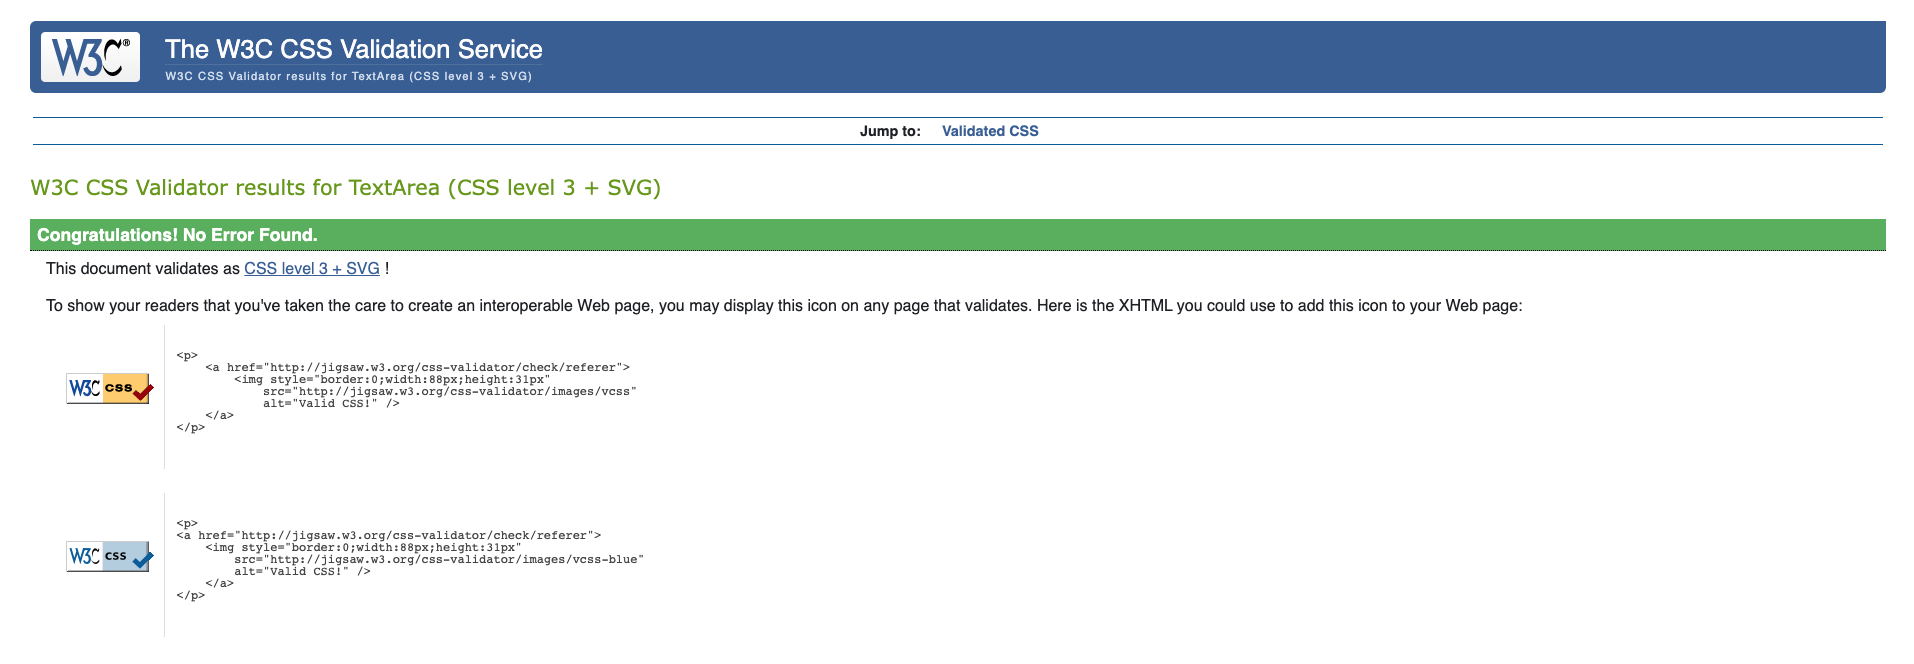 W3C® The W3C CSS Validation Service
W3C CSS Validator results for TextArea (CSS level 3 + SVG)
Jump to: Validated CSS
W3C CSS Validator results for TextArea (CSS level 3 + SVG)
Congratulations! No Error Found.
This document validates as CSS level 3 + SVG !
To show your readers that you've taken the care to create an interoperable Web page, you may display this icon on any page that validates. Here is the XHTML you could use to add this icon to your Web page:
W3C css
<p>
<a href="http://jigsaw.w3.org/css-validator/check/referer">
<img style="border:0;width:88px;height:31px"
src="http://jigsaw.w3.org/css-validator/images/vcss"
alt="Valid CSS!" />
</a>
</p>
W3C css
<p>
<a href="http://jigsaw.w3.org/css-validator/check/referer">
<img style="border:0;width:88px;height:31px"
src="http://jigsaw.w3.org/css-validator/images/vcss-blue"
alt="Valid CSS!" />
</a>
</p>